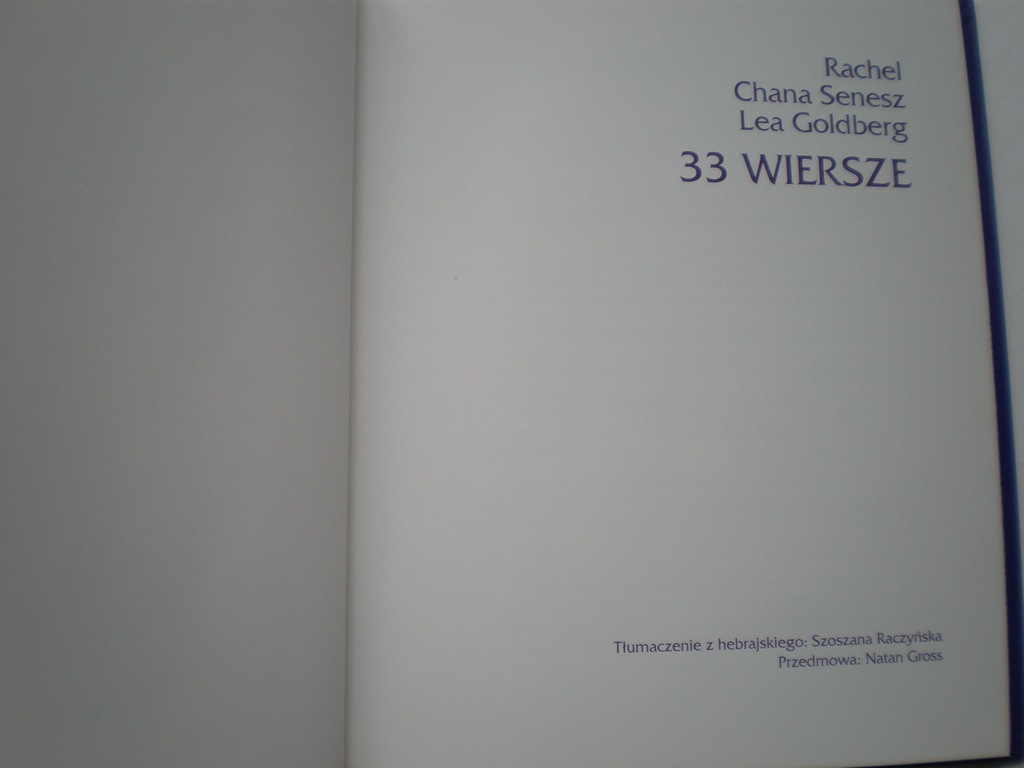 Rachel
Chana Senesz
Lea Goldberg
33 WIERSZE
Tłumaczenie z hebrajskiego: Szoszana Raczyńska
Przedmowa: Natan Gross